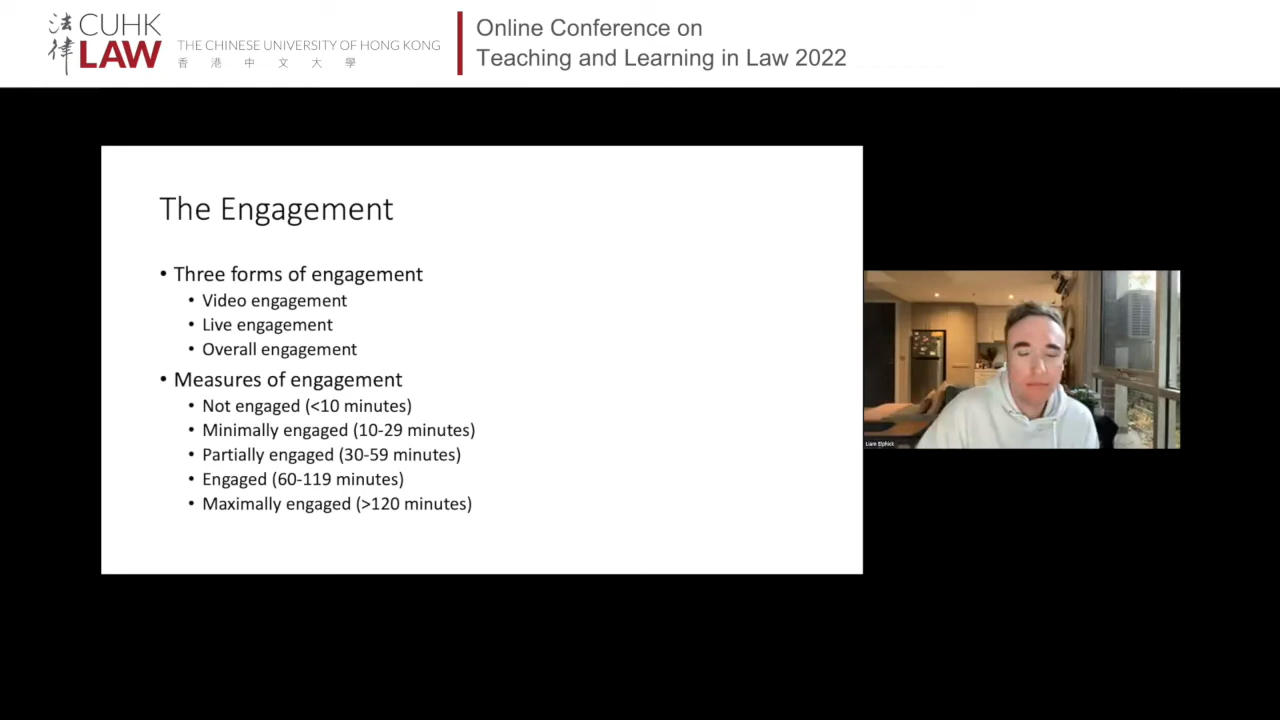 法律
CUHK
LAW
THE CHINESE UNIVERSITY OF HONG KONG
香港中文大學
Online Conference on
Teaching and Learning in Law 2022
The Engagement
• Three forms of engagement
• Video engagement
• Live engagement
• Overall engagement
• Measures of engagement
• Not engaged (<10 minutes)
• Minimally engaged (10-29 minutes)
• Partially engaged (30-59 minutes)
• Engaged (60-119 minutes)
• Maximally engaged (>120 minutes)
Liam Elphick